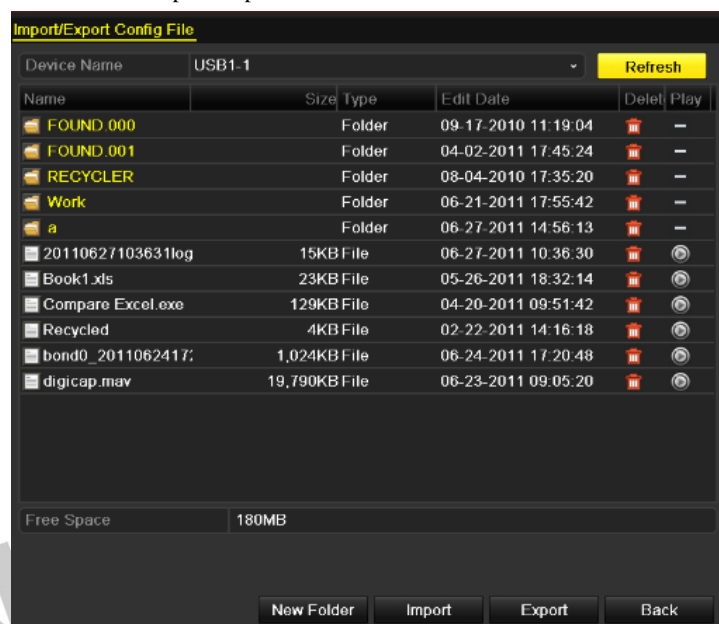 Import/Export Config File
Device Name USB1-1 Refresh
Name Size Type Edit Date Delet Play
FOUND.000 Folder 09-17-2010 11:19:04 –
FOUND.001 Folder 04-02-2011 17:45:24 –
RECYCLER Folder 08-04-2010 17:35:20 –
Work Folder 06-21-2011 17:55:42 –
a Folder 06-27-2011 14:56:13 –
20110627103631log 15KB File 06-27-2011 10:36:30
Book1.xls 23KB File 05-26-2011 18:32:14
Compare Excel.exe 129KB File 04-20-2011 09:51:42
Recycled 4KB File 02-22-2011 14:16:18
bond0_2011062417: 1,024KB File 06-24-2011 17:20:48
digicap.mav 19,790KB File 06-23-2011 09:05:20
Free Space 180MB
New Folder Import Export Back